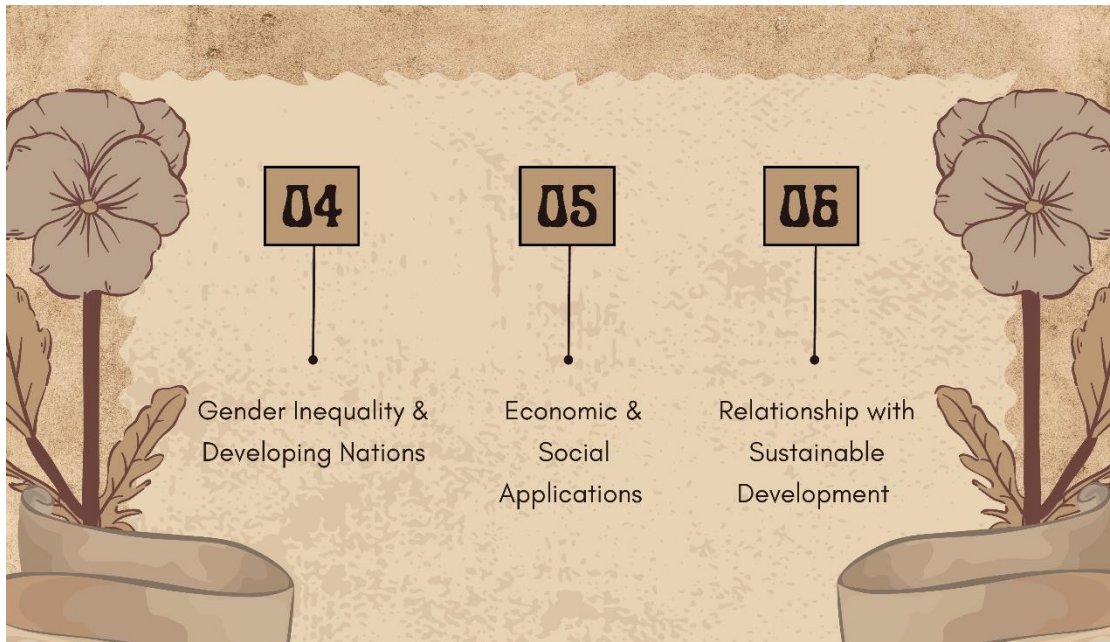 04
Gender Inequality &
Developing Nations
05
Economic &
Social
Applications
06
Relationship with
Sustainable
Development